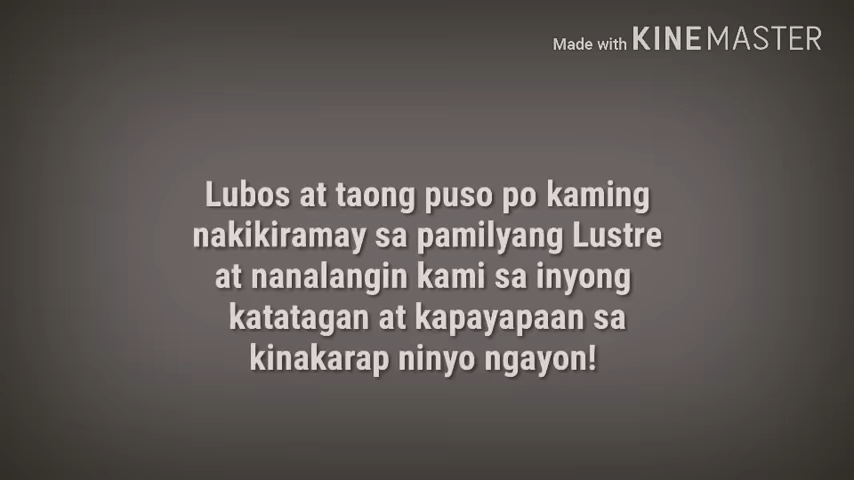 Made with KINEMASTER
Lubos at taong puso po kaming
nakikiramay sa pamilyang Lustre
at nanalangin kami sa inyong
katatagan at kapayapaan sa
kinakarap ninyo ngayon!